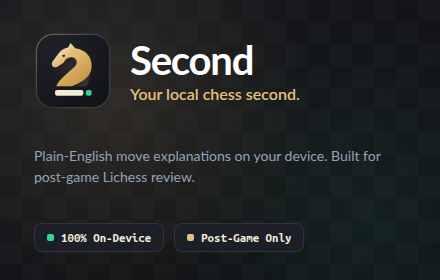 Second
Your local chess second.
Plain-English move explanations on your device. Built for
post-game Lichess review.
100% On-Device
Post-Game Only